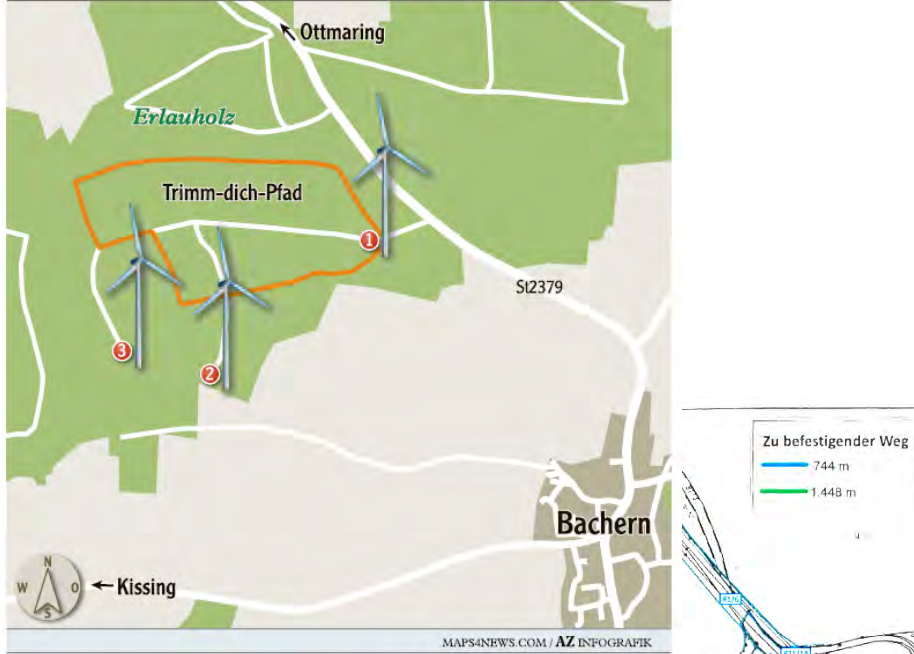 Ottmaring
Erlauholz
Trimm-dich-Pfad
1
St2379
3
2
Bachern
N
W O
S
Kissing
MAPS4NEWS.COM / AZ INFOGRAFIK
Zu befestigender Weg
744 m
1.448 m
u